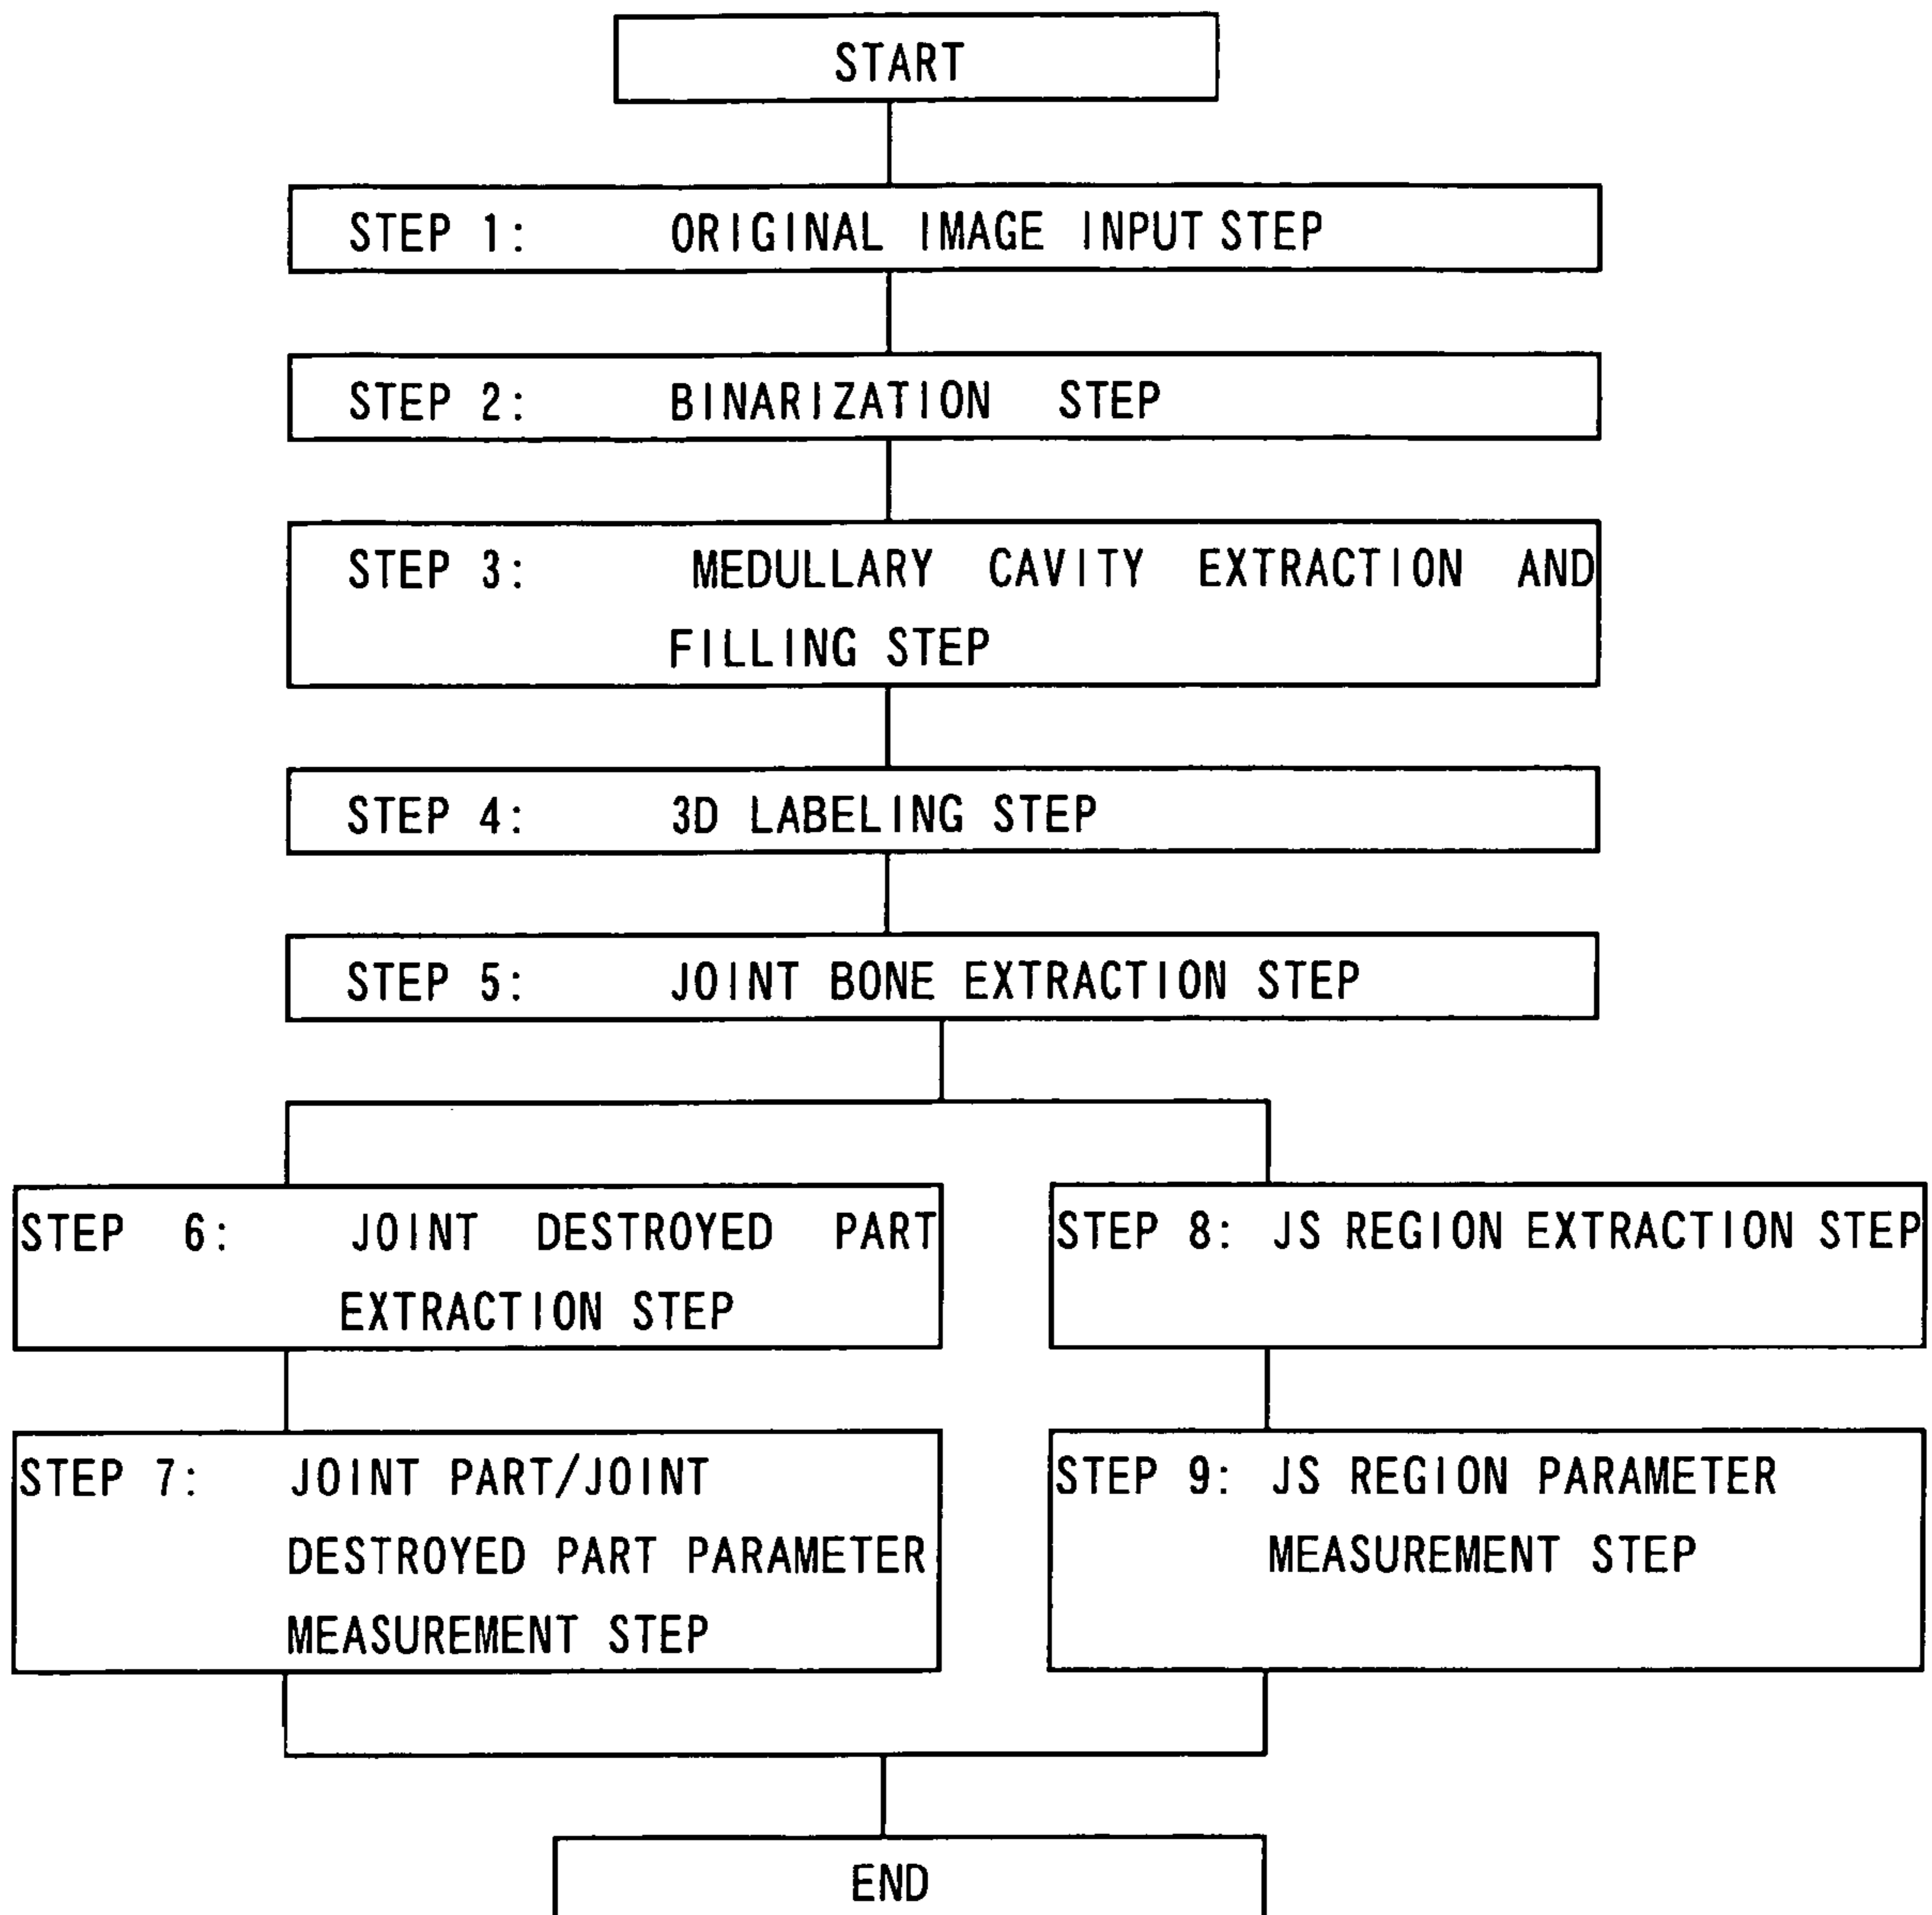 START
STEP 1: ORIGINAL IMAGE INPUT STEP
STEP 2: BINARIZATION STEP
STEP 3: MEDULLARY CAVITY EXTRACTION AND
FILLING STEP
STEP 4: 3D LABELING STEP
STEP 5: JOINT BONE EXTRACTION STEP
STEP 6: JOINT DESTROYED PART
EXTRACTION STEP
STEP 8: JS REGION EXTRACTION STEP
STEP 7: JOINT PART/JOINT
DESTROYED PART PARAMETER
MEASUREMENT STEP
STEP 9: JS REGION PARAMETER
MEASUREMENT STEP
END